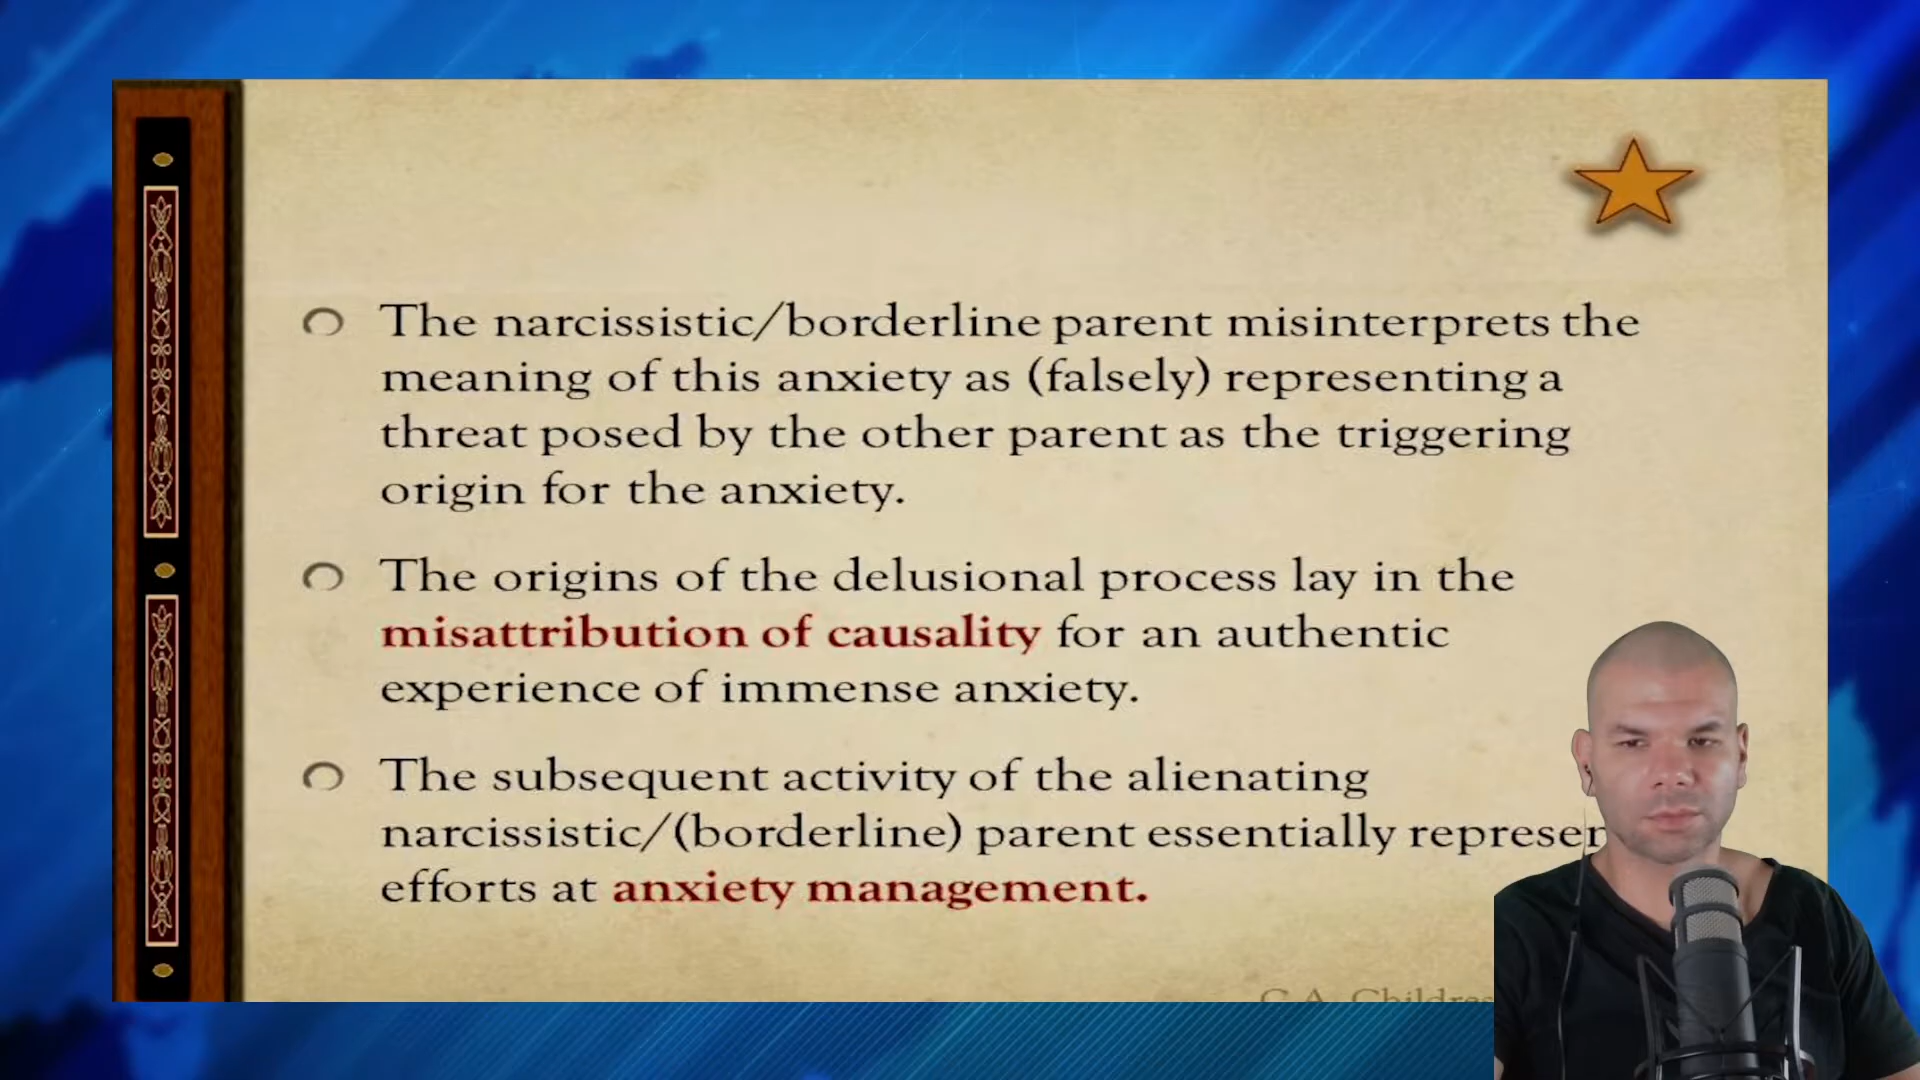 The narcissistic/borderline parent misinterprets the
meaning of this anxiety as (falsely) representing a
threat posed by the other parent as the triggering
origin for the anxiety.
The origins of the delusional process lay in the
misattribution of causality for an authentic
experience of immense anxiety.
The subsequent activity of the alienating
narcissistic/(borderline) parent essentially
efforts at anxiety management.
C.A.